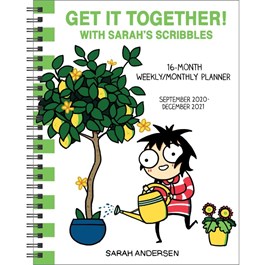 GET IT TOGETHER!
WITH SARAH'S SCRIBBLES
16-MONTH
WEEKLY/MONTHLY PLANNER
SEPTEMBER 2020-
DECEMBER 2021
SARAH ANDERSEN